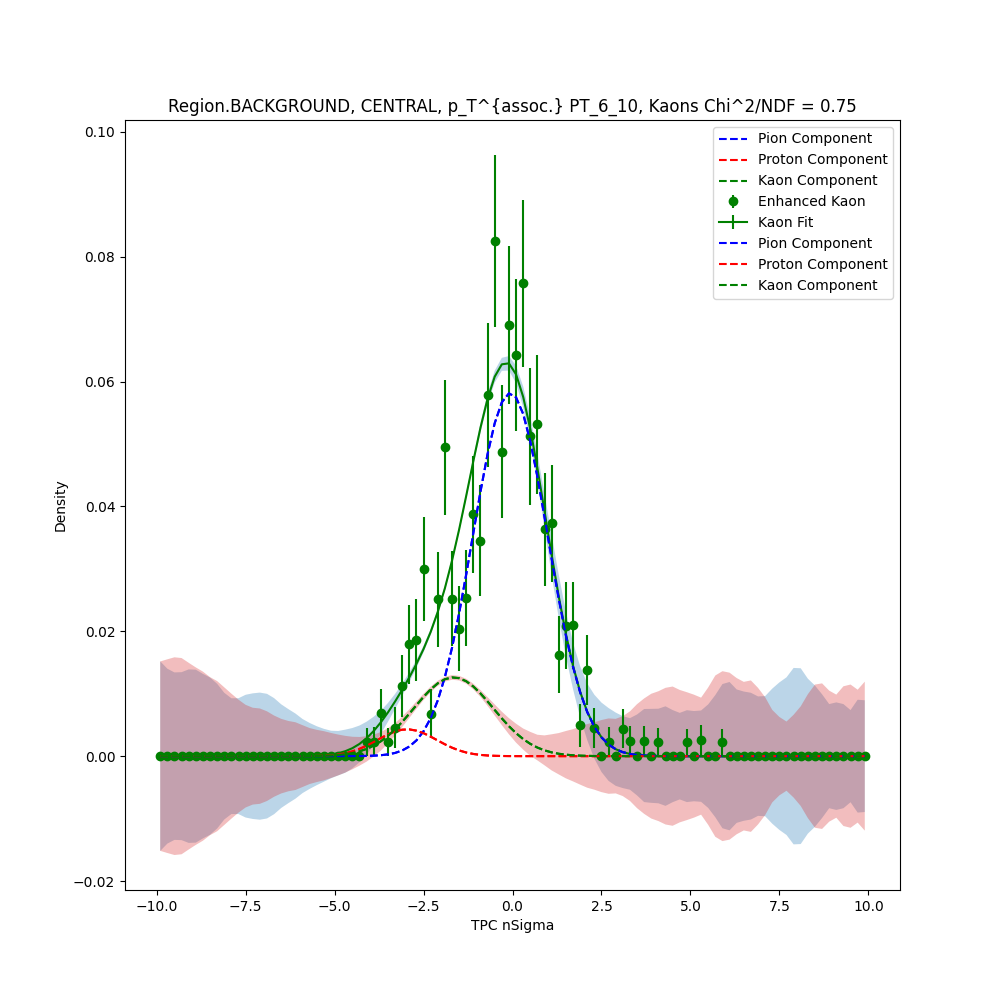 Region.BACKGROUND, CENTRAL, p_T^{assoc.} PT_6_10, Kaons Chi^2/NDF = 0.75
Pion Component
Proton Component
Kaon Component
Enhanced Kaon
Kaon Fit
Pion Component
Proton Component
Kaon Component
0.10
0.08
0.06
0.04
0.02
0.00
−0.02
Density
−10.0 −7.5 −5.0 −2.5 0.0 2.5 5.0 7.5 10.0
TPC nSigma